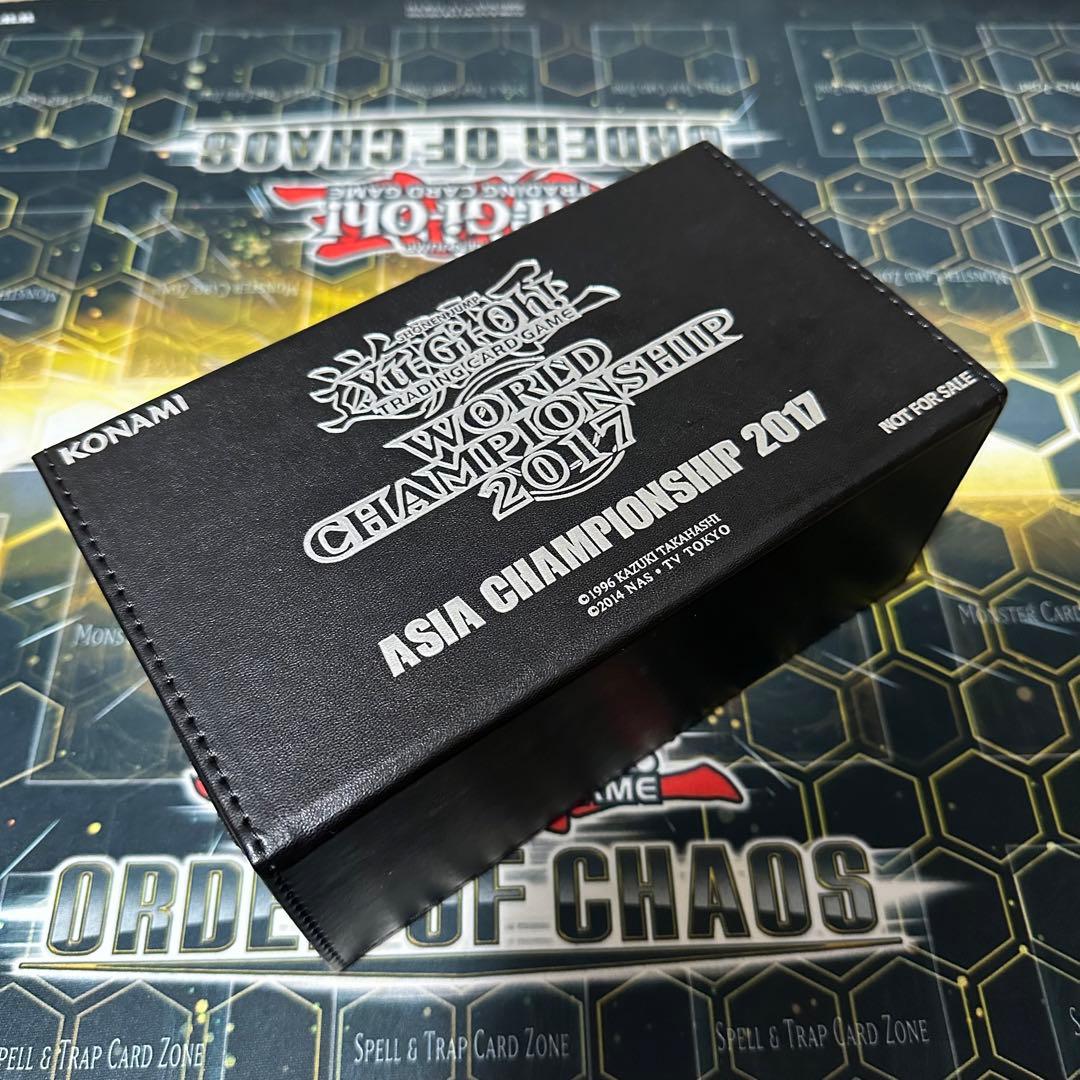 ORDER OF CHAOS
Yu-Gi-Oh!
TRADING CARD GAME
MONSTER CARD ZONE
KONAMI
SHONEN JUMP
YU-GI-OH!
TRADING CARD GAME
WORLD
CHAMPIONSHIP
2017
NOT FOR SALE
ASIA CHAMPIONSHIP 2017
©1996 KAZUKI TAKAHASHI
©2014 NAS • TV TOKYO
MONSTER
MONSTER CARD
GAME
ORDER OF CHAOS
SPELL & TRAP CARD ZONE
SPELL & TRAP CARD ZONE
SPELL & TRAP CARD ZONE